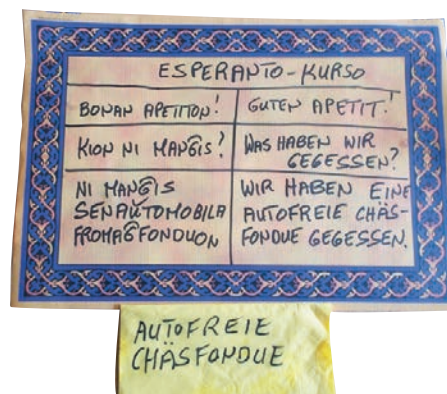 ESPERANTO-KURSO
BONAN APETITON!
GUTEN APETIT!
KION NI MANĜIS?
WAS HABEN WIR
GEGESSEN?
NI MANĜIS
SENAŬTOMOBILA
FROMAĜFONDUON
WIR HABEN EINE
AUTOFREIE CHÄS-
FONDUE GEGESSEN.
AUTOFREIE
CHÄSFONDUE